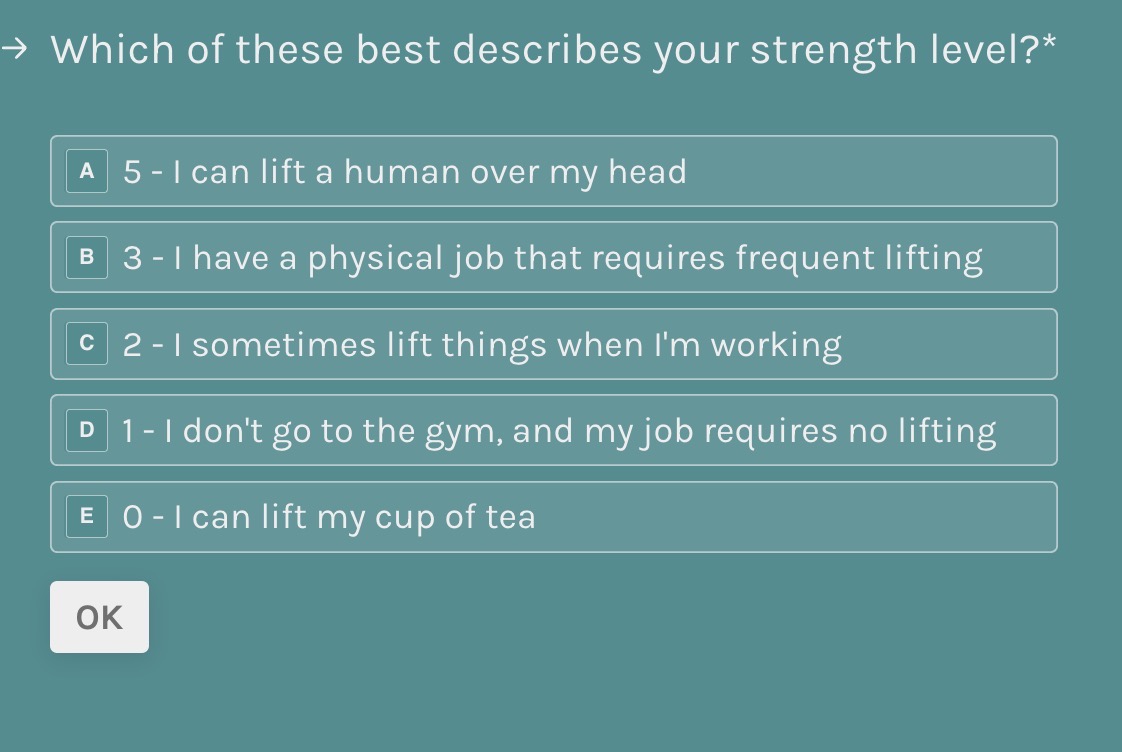 → Which of these best describes your strength level?*
A 5 - I can lift a human over my head
B 3 - I have a physical job that requires frequent lifting
C 2 - I sometimes lift things when I'm working
D 1 - I don't go to the gym, and my job requires no lifting
E 0 - I can lift my cup of tea
OK